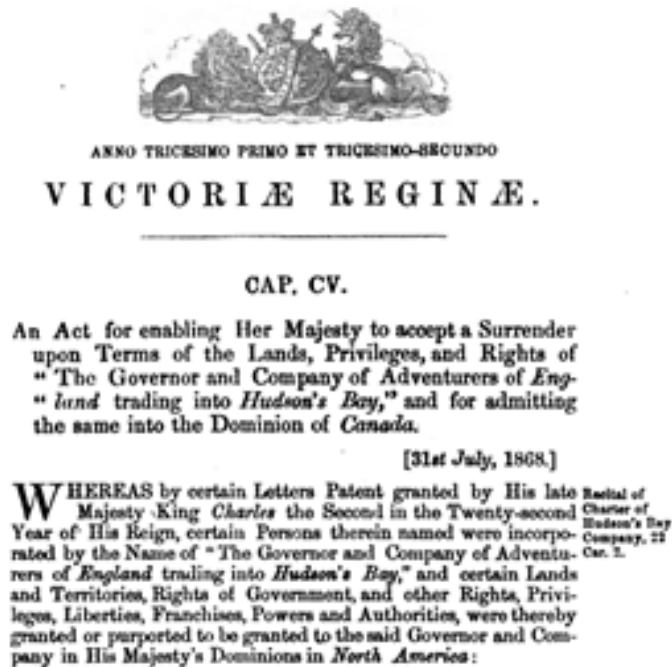 ANNO TRICESIMO PRIMO ET TRICESIMO-SECUNDO
VICTORIÆ REGINÆ.
CAP. CV.
An Act for enabling Her Majesty to accept a Surrender
upon Terms of the Lands, Privileges, and Rights of
“ The Governor and Company of Adventurers of Eng-
“ land trading into Hudson's Bay,” and for admitting
the same into the Dominion of Canada.
[31st July, 1868.]
WHEREAS by certain Letters Patent granted by His late
Majesty King Charles the Second in the Twenty-second
Year of His Reign, certain Persons therein named were incorpo-
rated by the Name of “The Governor and Company of Adventu-
rers of England trading into Hudson's Bay,” and certain Lands
and Territories, Rights of Government, and other Rights, Privi-
leges, Liberties, Franchises, Powers and Authorities, were thereby
granted or purported to be granted to the said Governor and Com-
pany in His Majesty's Dominions in North America:
Recital of
Charter of
Hudson's Bay
Company, 22
Car. 2.